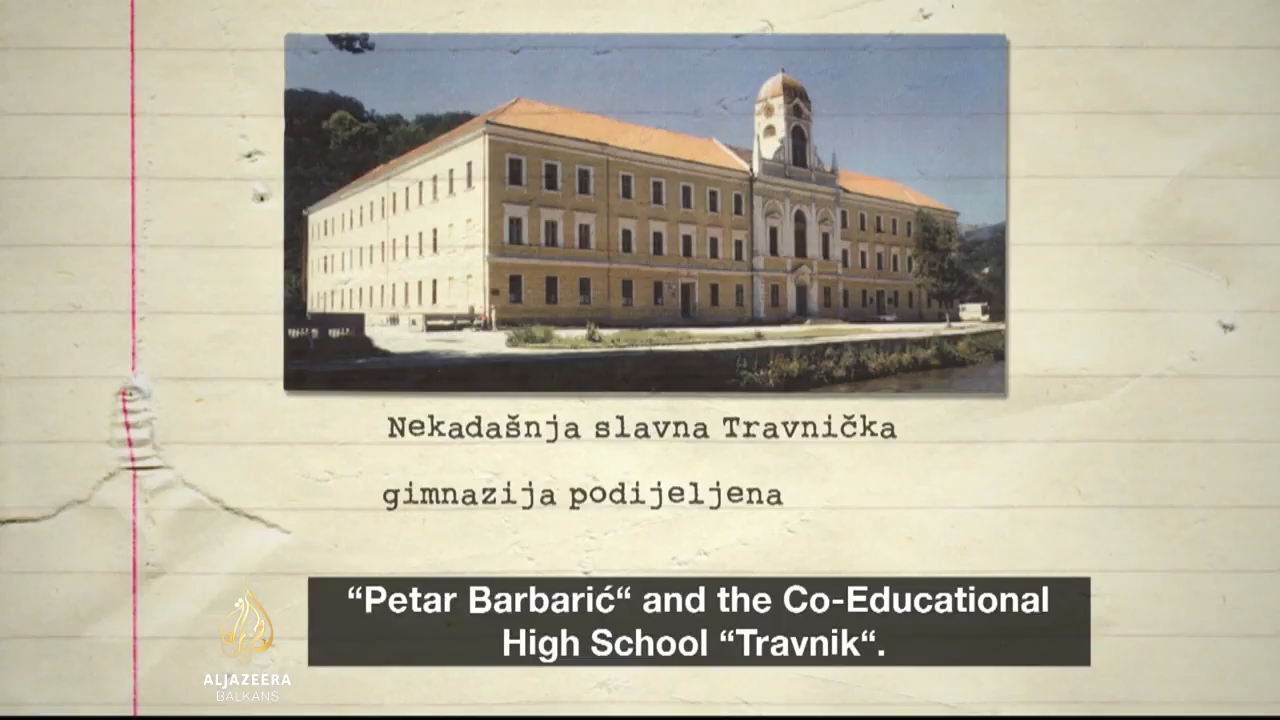 Nekadašnja slavna Travnička
gimnazija podijeljena
“Petar Barbarić“ and the Co-Educational
High School “Travnik“.
ALJAZEERA
BALKANS